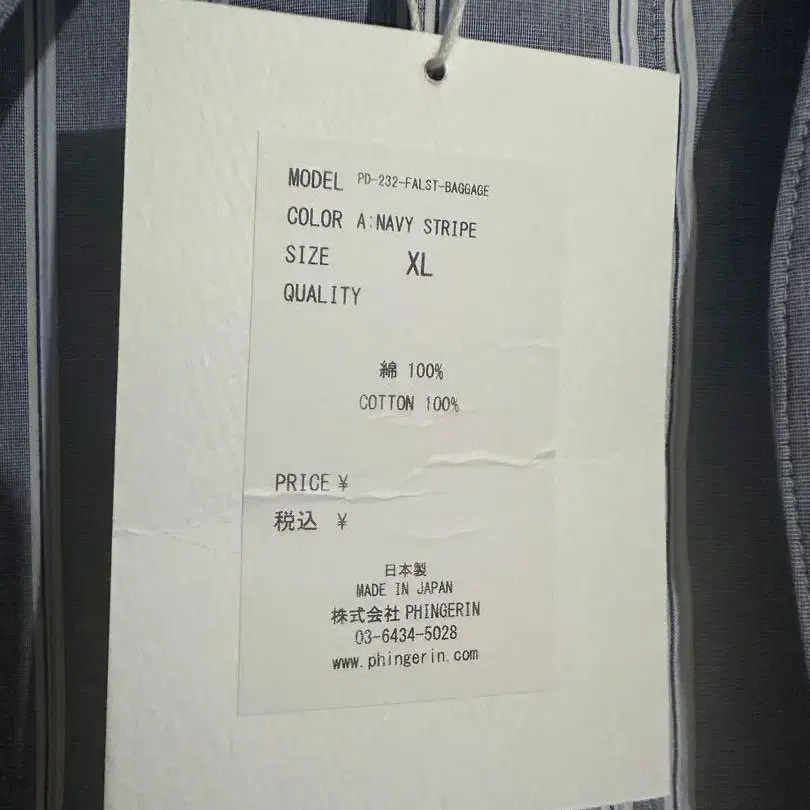 MODEL PD-232-FALST-BAGGAGE
COLOR A:NAVY STRIPE
SIZE XL
QUALITY
綿 100%
COTTON 100%
PRICE ¥
税込 ¥
日本製
MADE IN JAPAN
株式会社 PHINGERIN
03-6434-5028
www.phingerin.com